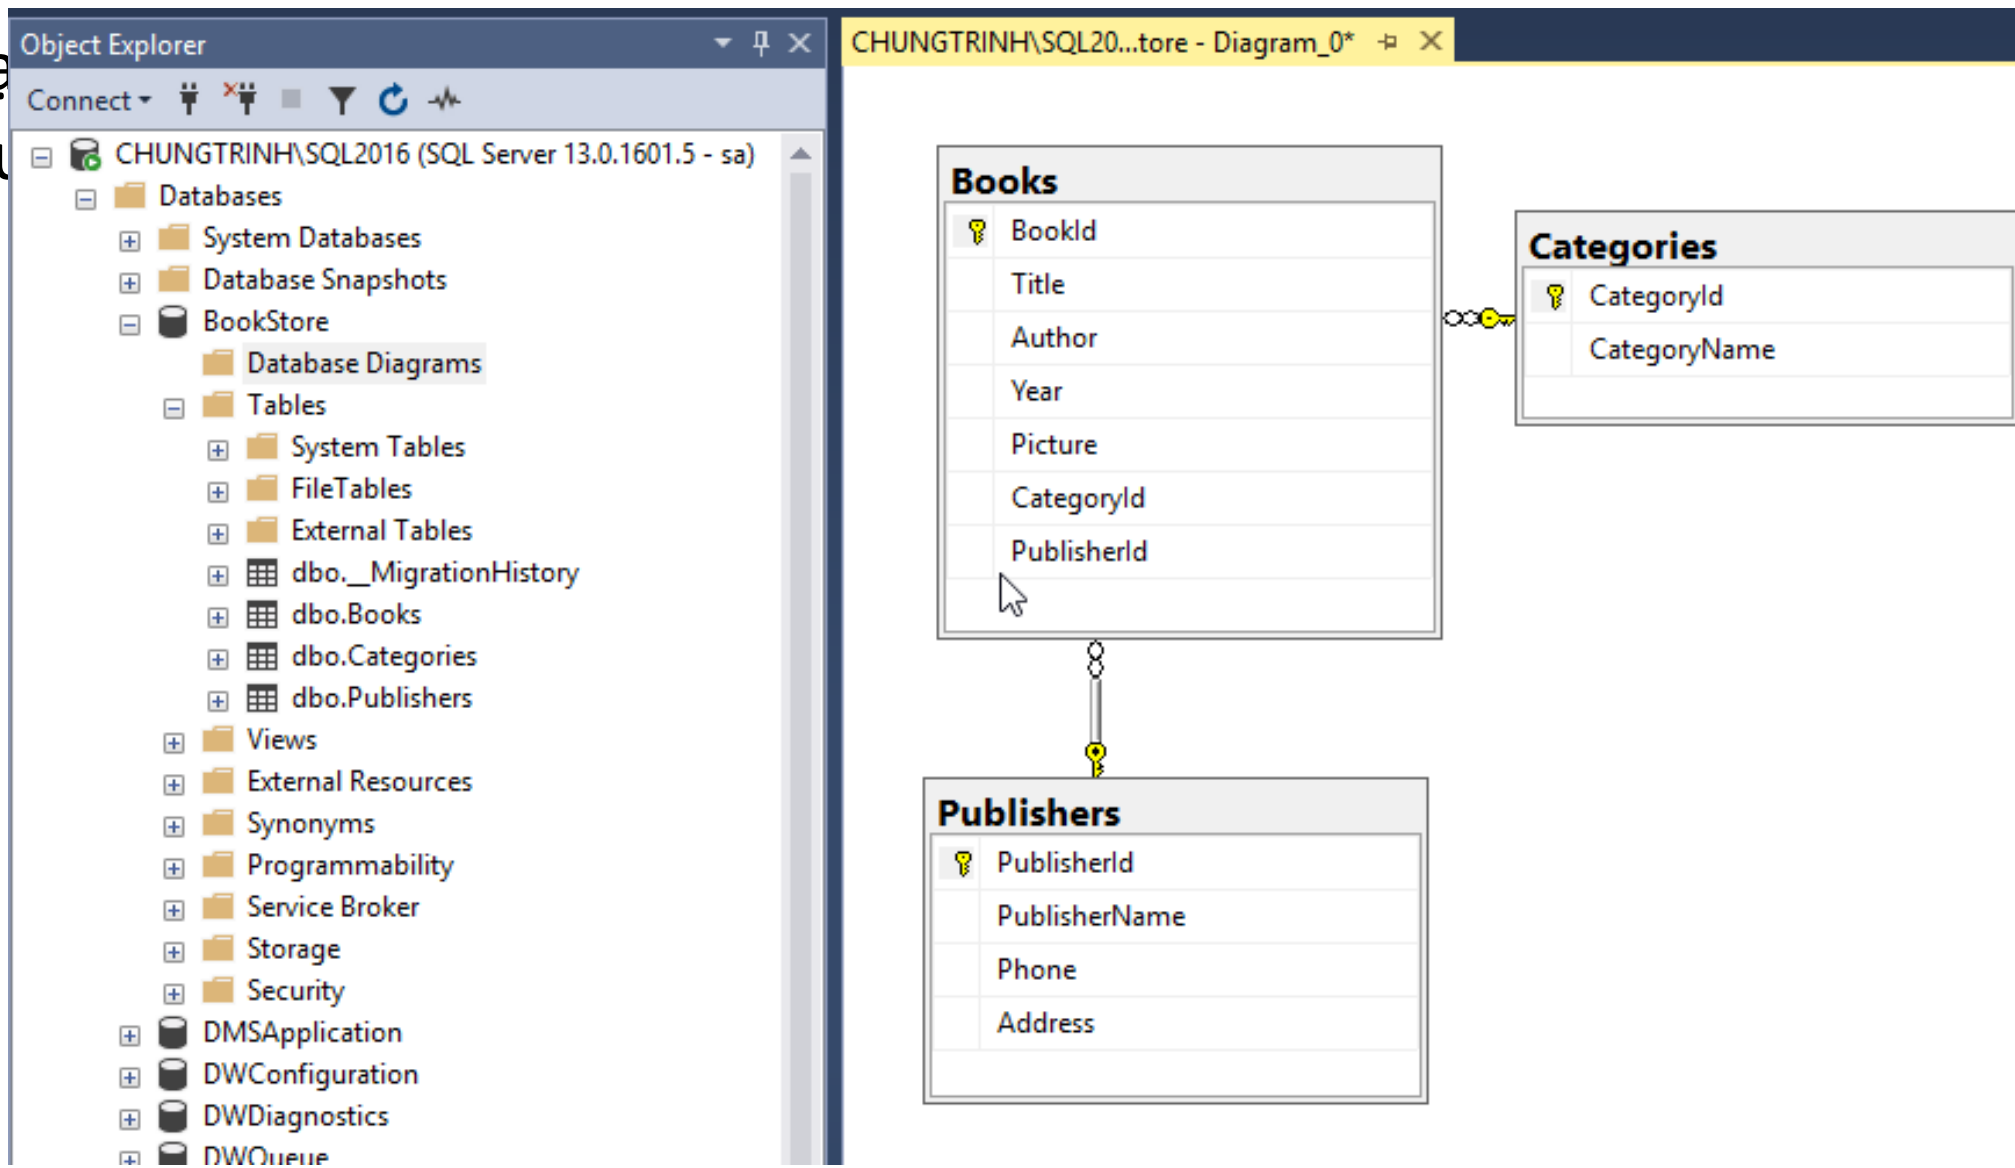 Object Explorer
Connect
CHUNGTRINH\SQL2016 (SQL Server 13.0.1601.5 - sa)
Databases
System Databases
Database Snapshots
BookStore
Database Diagrams
Tables
System Tables
FileTables
External Tables
dbo.__MigrationHistory
dbo.Books
dbo.Categories
dbo.Publishers
Views
External Resources
Synonyms
Programmability
Service Broker
Storage
Security
DMSApplication
DWConfiguration
DWDiagnostics
DWQueue
CHUNGTRINH\SQL20...tore - Diagram_0*
Books
BookId
Title
Author
Year
Picture
CategoryId
PublisherId
Categories
CategoryId
CategoryName
Publishers
PublisherId
PublisherName
Phone
Address